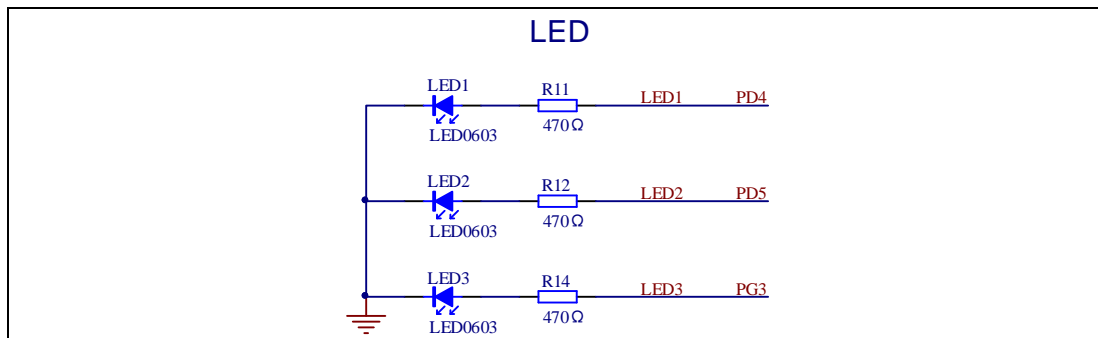 LED
LED1 R11 LED1 PD4
LED0603 470Ω
LED2 R12 LED2 PD5
LED0603 470Ω
LED3 R14 LED3 PG3
LED0603 470Ω